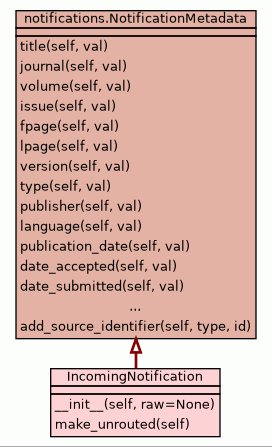 notifications.NotificationMetadata
title(self, val)
journal(self, val)
volume(self, val)
issue(self, val)
fpage(self, val)
lpage(self, val)
version(self, val)
type(self, val)
publisher(self, val)
language(self, val)
publication_date(self, val)
date_accepted(self, val)
date_submitted(self, val)
...
add_source_identifier(self, type, id)
IncomingNotification
__init__(self, raw=None)
make_unrouted(self)